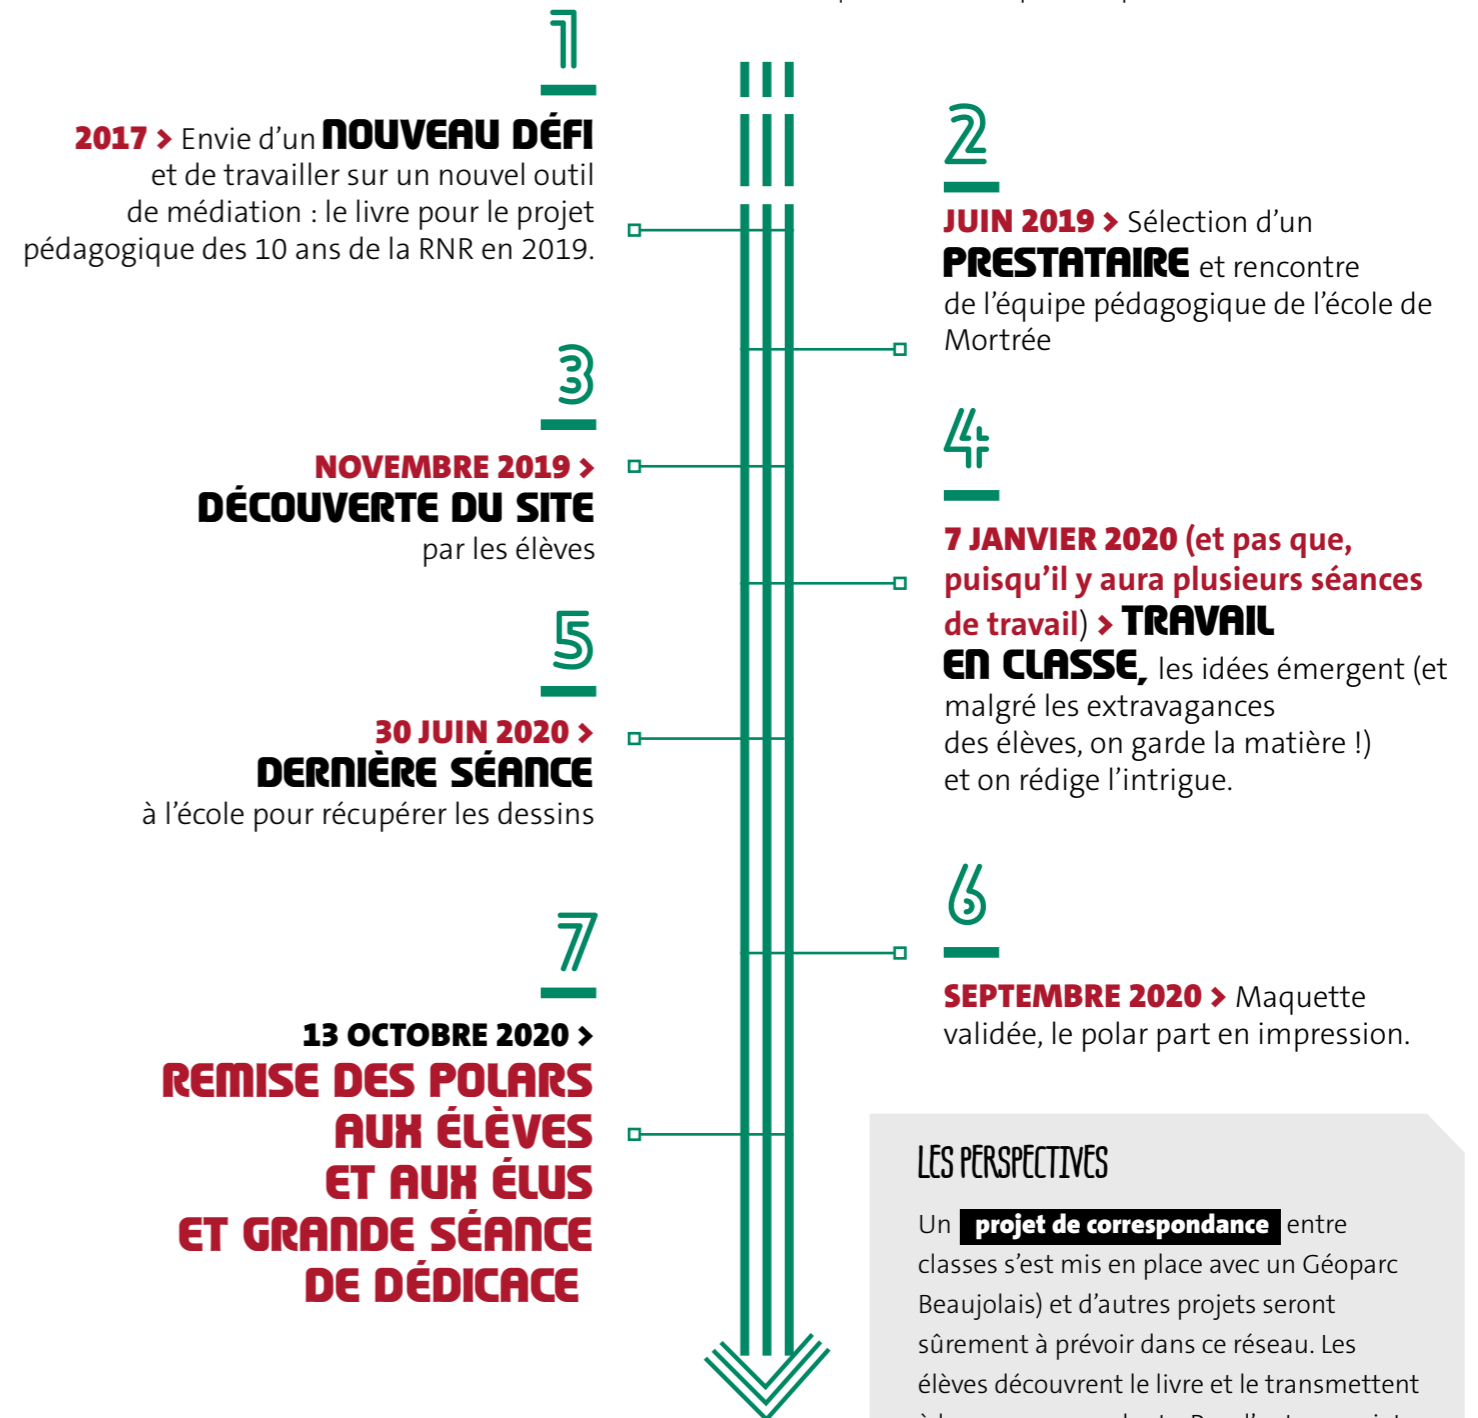 1
2017 > Envie d’un NOUVEAU DÉFI
et de travailler sur un nouvel outil
de médiation : le livre pour le projet
pédagogique des 10 ans de la RNR en 2019.
2
JUIN 2019 > Sélection d’un
PRESTATAIRE et rencontre
de l’équipe pédagogique de l’école de
Mortrée
3
NOVEMBRE 2019 >
DÉCOUVERTE DU SITE
par les élèves
4
7 JANVIER 2020 (et pas que,
puisqu’il y aura plusieurs séances
de travail) > TRAVAIL
EN CLASSE, les idées émergent (et
malgré les extravagances
des élèves, on garde la matière !)
et on rédige l’intrigue.
5
30 JUIN 2020 >
DERNIÈRE SÉANCE
à l’école pour récupérer les dessins
6
SEPTEMBRE 2020 > Maquette
validée, le polar part en impression.
7
13 OCTOBRE 2020 >
REMISE DES POLARS
AUX ÉLÈVES
ET AUX ÉLUS
ET GRANDE SÉANCE
DE DÉDICACE
LES PERSPECTIVES
Un projet de correspondance entre
classes s’est mis en place avec un Géoparc
Beaujolais) et d’autres projets seront
sûrement à prévoir dans ce réseau. Les
élèves découvrent le livre et le transmettent